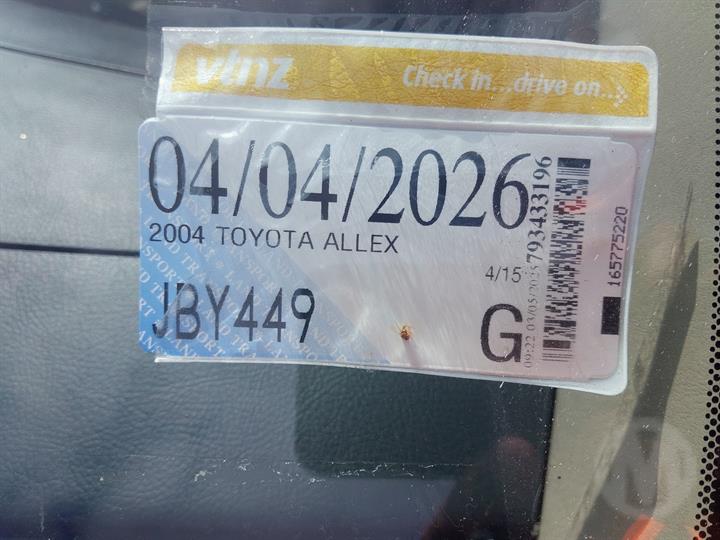 vtnz
Check in...drive on...
04/04/2026
2004 TOYOTA ALLEX
4/15
JBY449
G
793433196
165775220